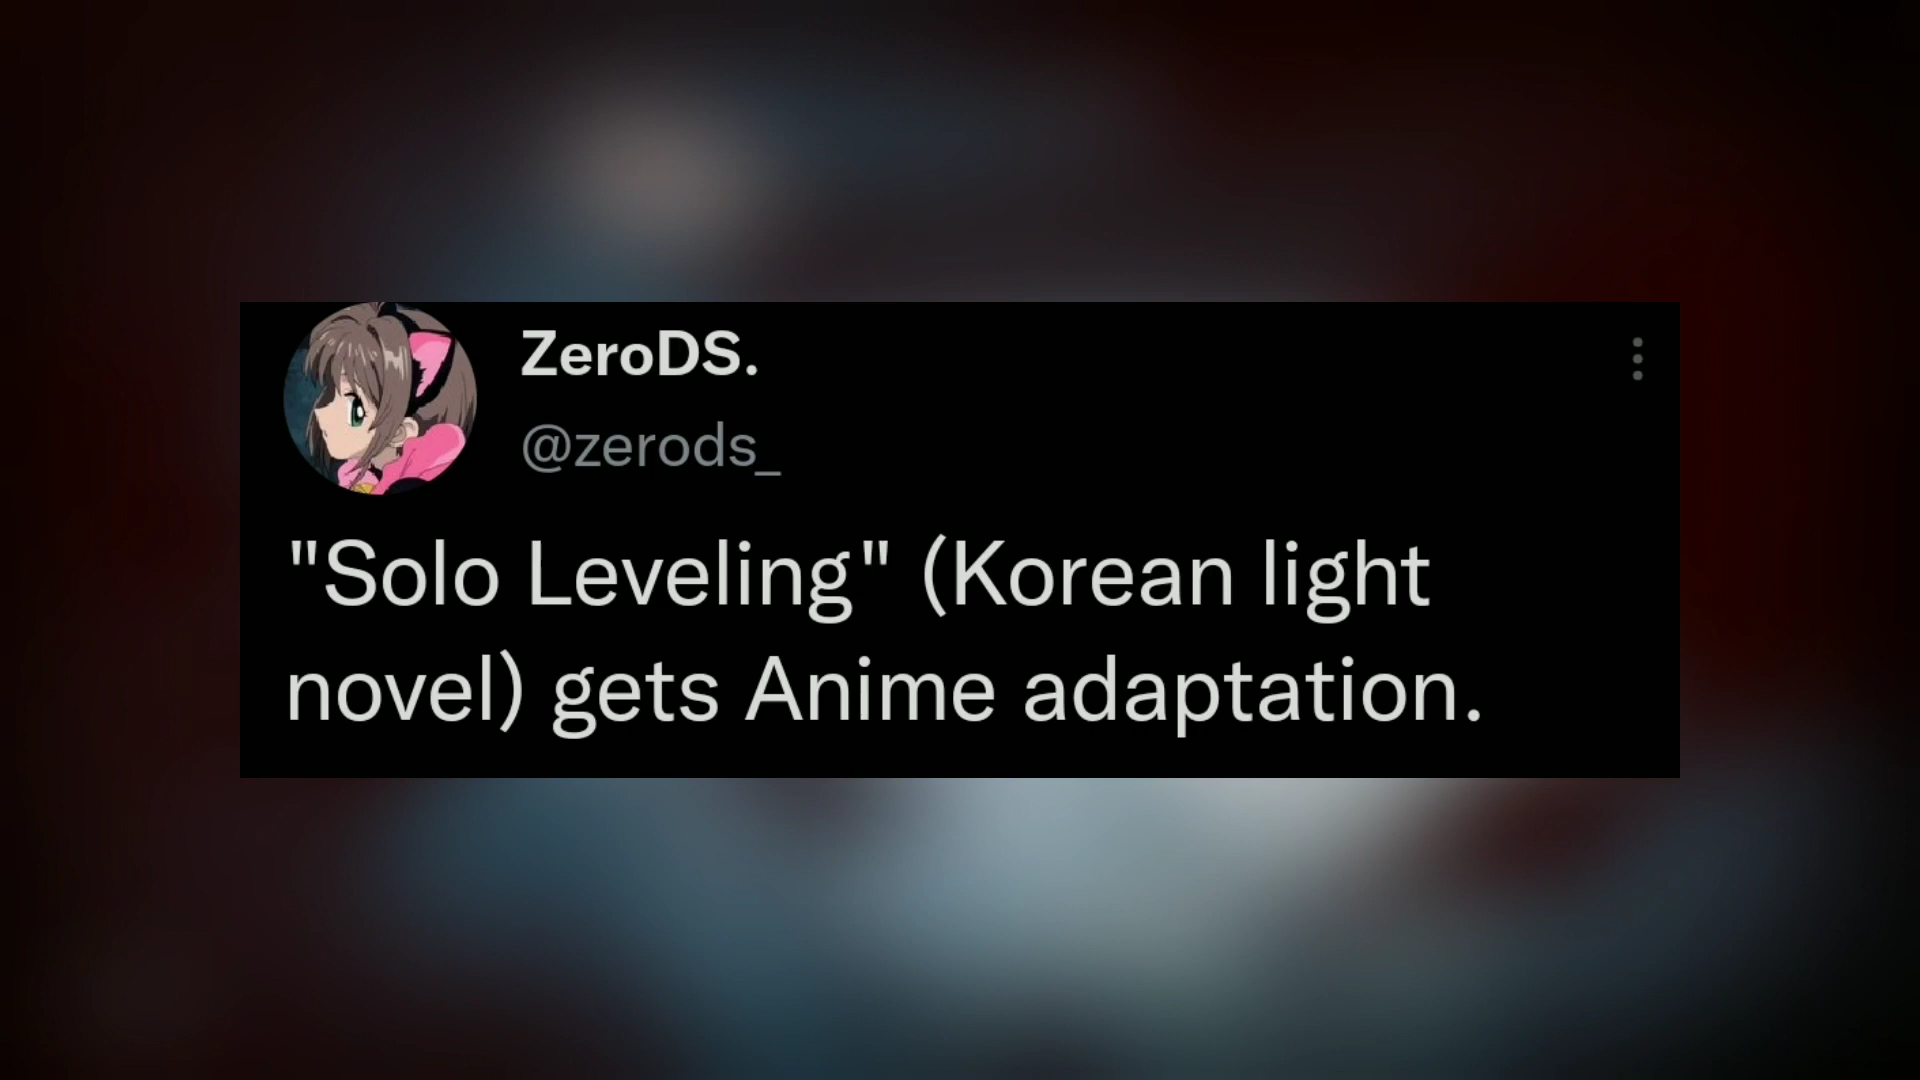 ZeroDS.
@zerods_
"Solo Leveling" (Korean light
novel) gets Anime adaptation.